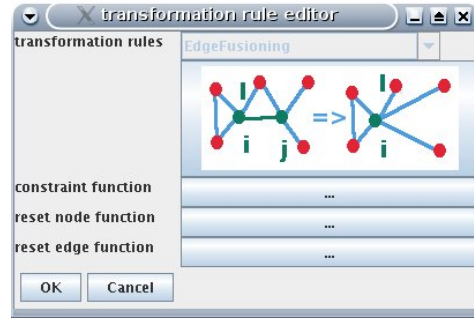 transformation rule editor
transformation rules
EdgeFusioning
l
l
=>
i
j
i
constraint function
...
reset node function
...
reset edge function
...
OK
Cancel